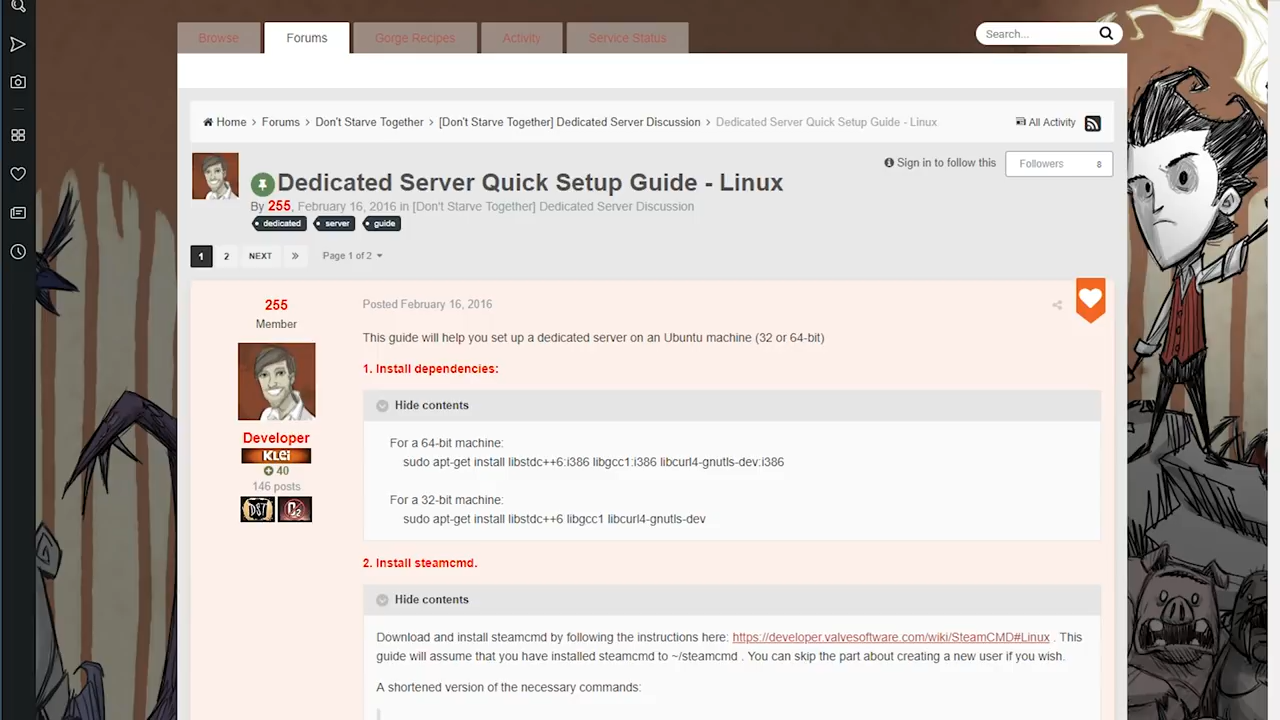 Browse Forums Gorge Recipes Activity Service Status Search...
Home > Forums > Don't Starve Together > [Don't Starve Together] Dedicated Server Discussion > Dedicated Server Quick Setup Guide - Linux All Activity
Dedicated Server Quick Setup Guide - Linux
Sign in to follow this Followers 8
By 255, February 16, 2016 in [Don't Starve Together] Dedicated Server Discussion
dedicated server guide
1 2 NEXT » Page 1 of 2
255
Member
Developer
KLEI
40
146 posts
Posted February 16, 2016
This guide will help you set up a dedicated server on an Ubuntu machine (32 or 64-bit)
1. Install dependencies:
Hide contents
For a 64-bit machine:
sudo apt-get install libstdc++6:i386 libgcc1:i386 libcurl4-gnutls-dev:i386
For a 32-bit machine:
sudo apt-get install libstdc++6 libgcc1 libcurl4-gnutls-dev
2. Install steamcmd.
Hide contents
Download and install steamcmd by following the instructions here: https://developer.valvesoftware.com/wiki/SteamCMD#Linux . This
guide will assume that you have installed steamcmd to ~/steamcmd . You can skip the part about creating a new user if you wish.
A shortened version of the necessary commands: